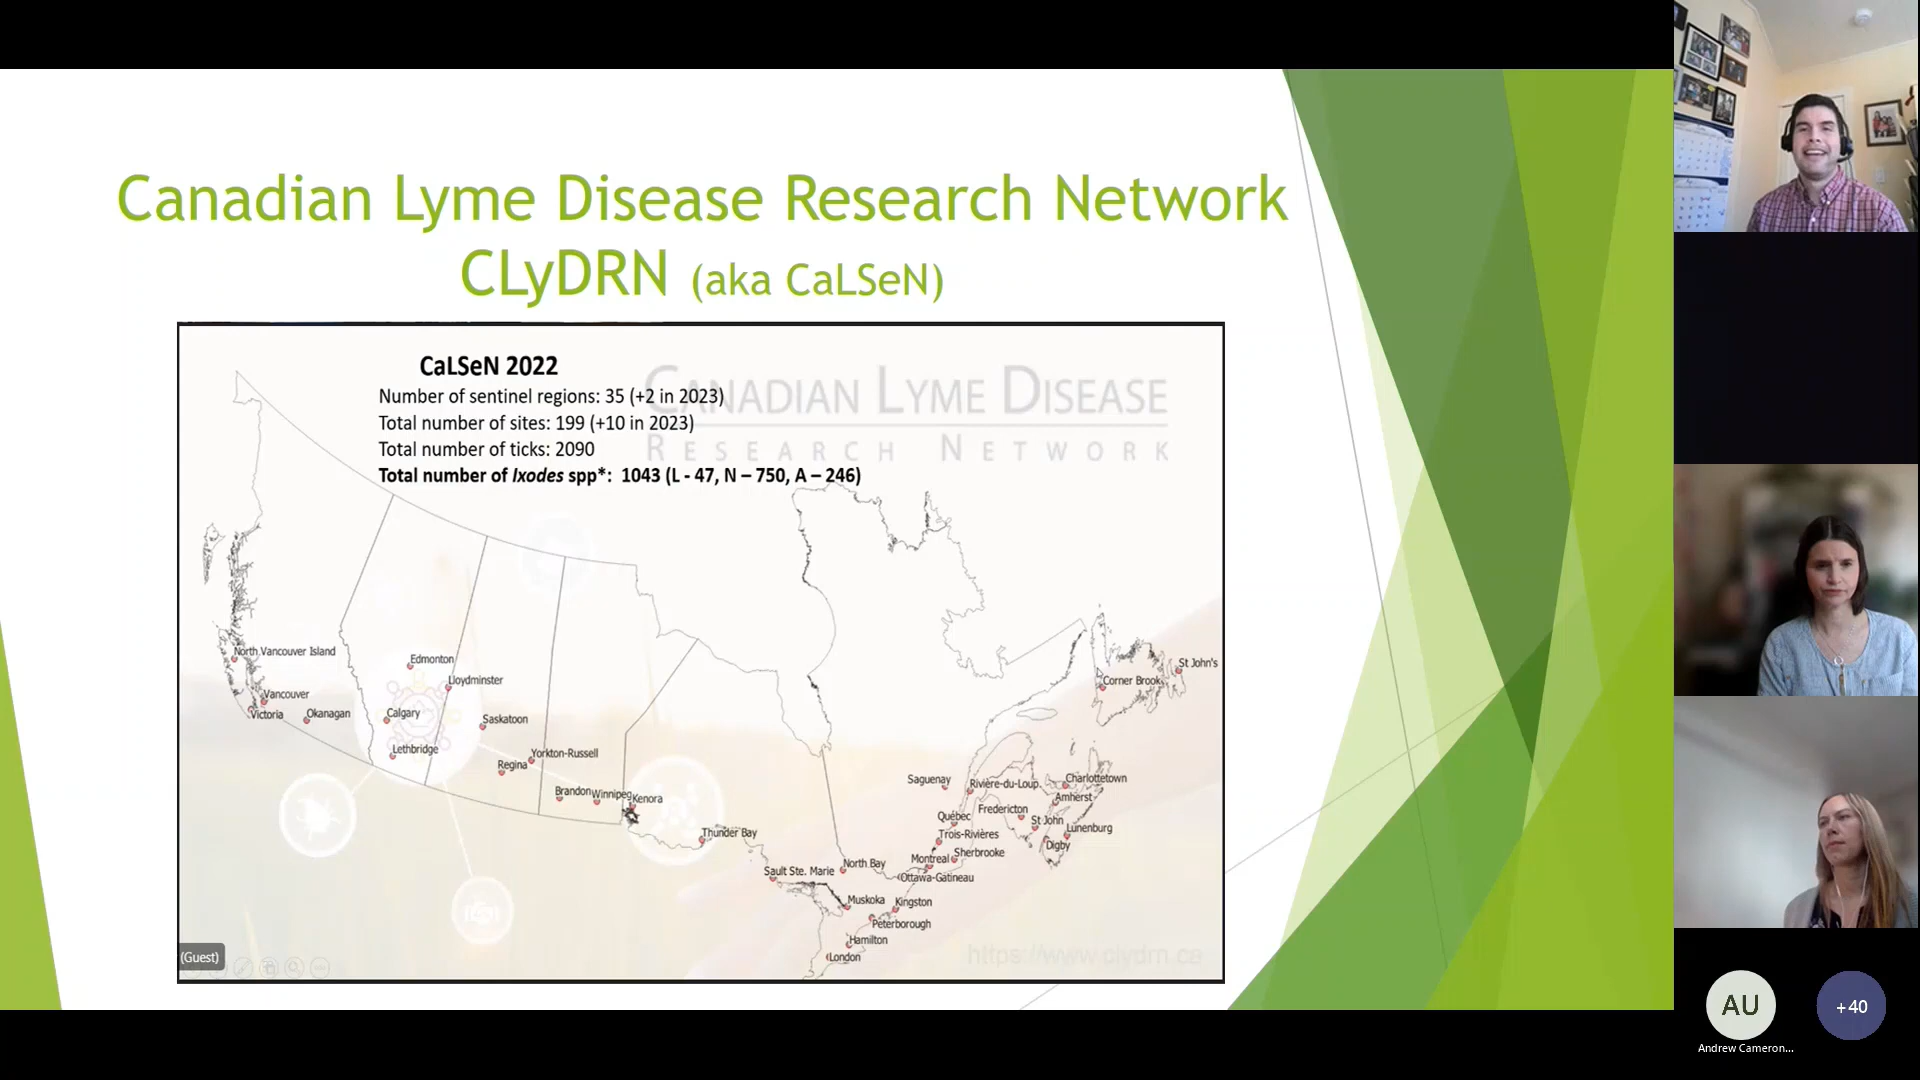 Canadian Lyme Disease Research Network
CLyDRN (aka CaLSeN)
CaLSeN 2022
CANADIAN LYME DISEASE
RESEARCH NETWORK
Number of sentinel regions: 35 (+2 in 2023)
Total number of sites: 199 (+10 in 2023)
Total number of ticks: 2090
Total number of Ixodes spp*: 1043 (L - 47, N – 750, A – 246)
North Vancouver Island
Vancouver
Victoria
Okanagan
Edmonton
Lloydminster
Calgary
Lethbridge
Saskatoon
Yorkton-Russell
Regina
Brandon
Winnipeg
Kenora
Thunder Bay
Sault Ste. Marie
North Bay
Muskoka
Kingston
Peterborough
Hamilton
London
Ottawa-Gatineau
Montreal
Sherbrooke
Trois-Rivières
Québec
Saguenay
Rivière-du-Loup
Fredericton
St John
Charlottetown
Amherst
Lunenburg
Digby
Corner Brook
St John's
https://www.clydrn.ca
(Guest)
AU
+40
Andrew Cameron...